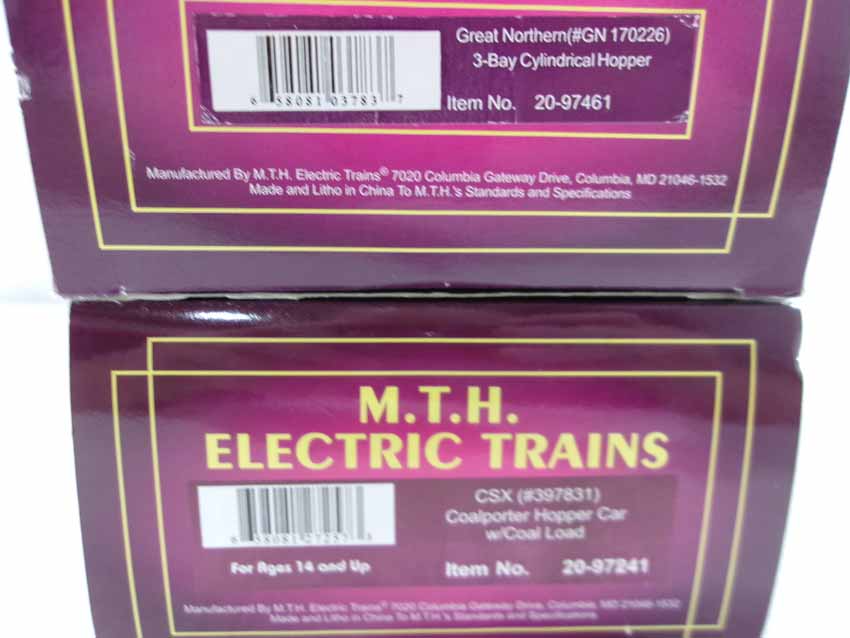 Great Northern(#GN 170226)
3-Bay Cylindrical Hopper
6 58081 03783 7
Item No. 20-97461
Manufactured By M.T.H. Electric Trains® 7020 Columbia Gateway Drive, Columbia, MD 21046-1532
Made and Litho in China To M.T.H.'s Standards and Specifications
M.T.H.
ELECTRIC TRAINS
CSX (#397831)
Coalporter Hopper Car
w/Coal Load
For Ages 14 and Up
Item No. 20-97241
Manufactured By M.T.H. Electric Trains® 7020 Columbia Gateway Drive, Columbia, MD 21046-1532
Made and Litho in China To M.T.H.'s Standards and Specifications